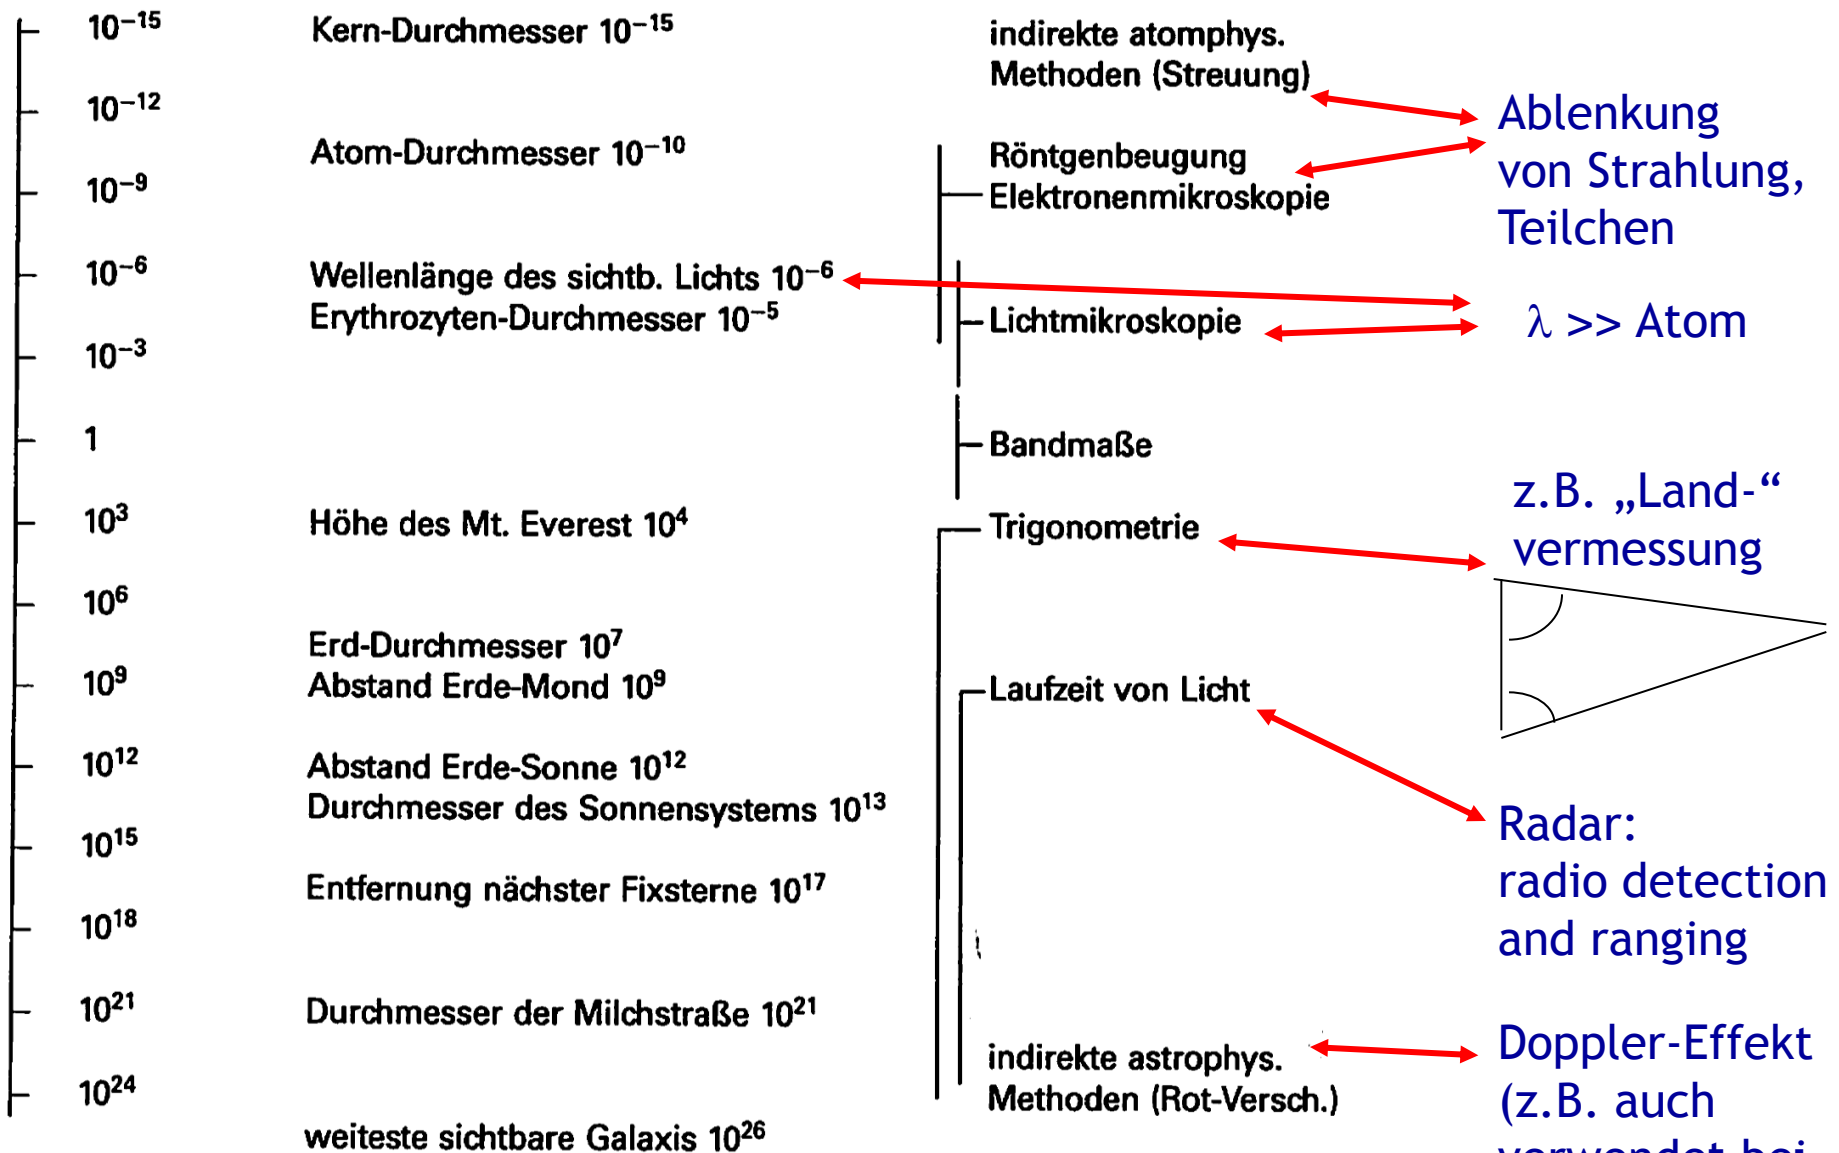 10⁻¹⁵ Kern-Durchmesser 10⁻¹⁵ indirekte atomphys.
Methoden (Streuung)
10⁻¹² Ablenkung
Atom-Durchmesser 10⁻¹⁰ Röntgenbeugung von Strahlung,
10⁻⁹ Elektronenmikroskopie Teilchen
10⁻⁶ Wellenlänge des sichtb. Lichts 10⁻⁶
Erythrozyten-Durchmesser 10⁻⁵ Lichtmikroskopie λ >> Atom
10⁻³
1 Bandmaße
z.B. „Land-“
10³ Höhe des Mt. Everest 10⁴ Trigonometrie vermessung
10⁶
Erd-Durchmesser 10⁷
10⁹ Abstand Erde-Mond 10⁹ Laufzeit von Licht
10¹² Abstand Erde-Sonne 10¹²
Durchmesser des Sonnensystems 10¹³ Radar:
10¹⁵
Entfernung nächster Fixsterne 10¹⁷ radio detection
10¹⁸ and ranging
10²¹ Durchmesser der Milchstraße 10²¹
indirekte astrophys. Doppler-Effekt
10²⁴ Methoden (Rot-Versch.) (z.B. auch
weiteste sichtbare Galaxis 10²⁶ verwendet bei